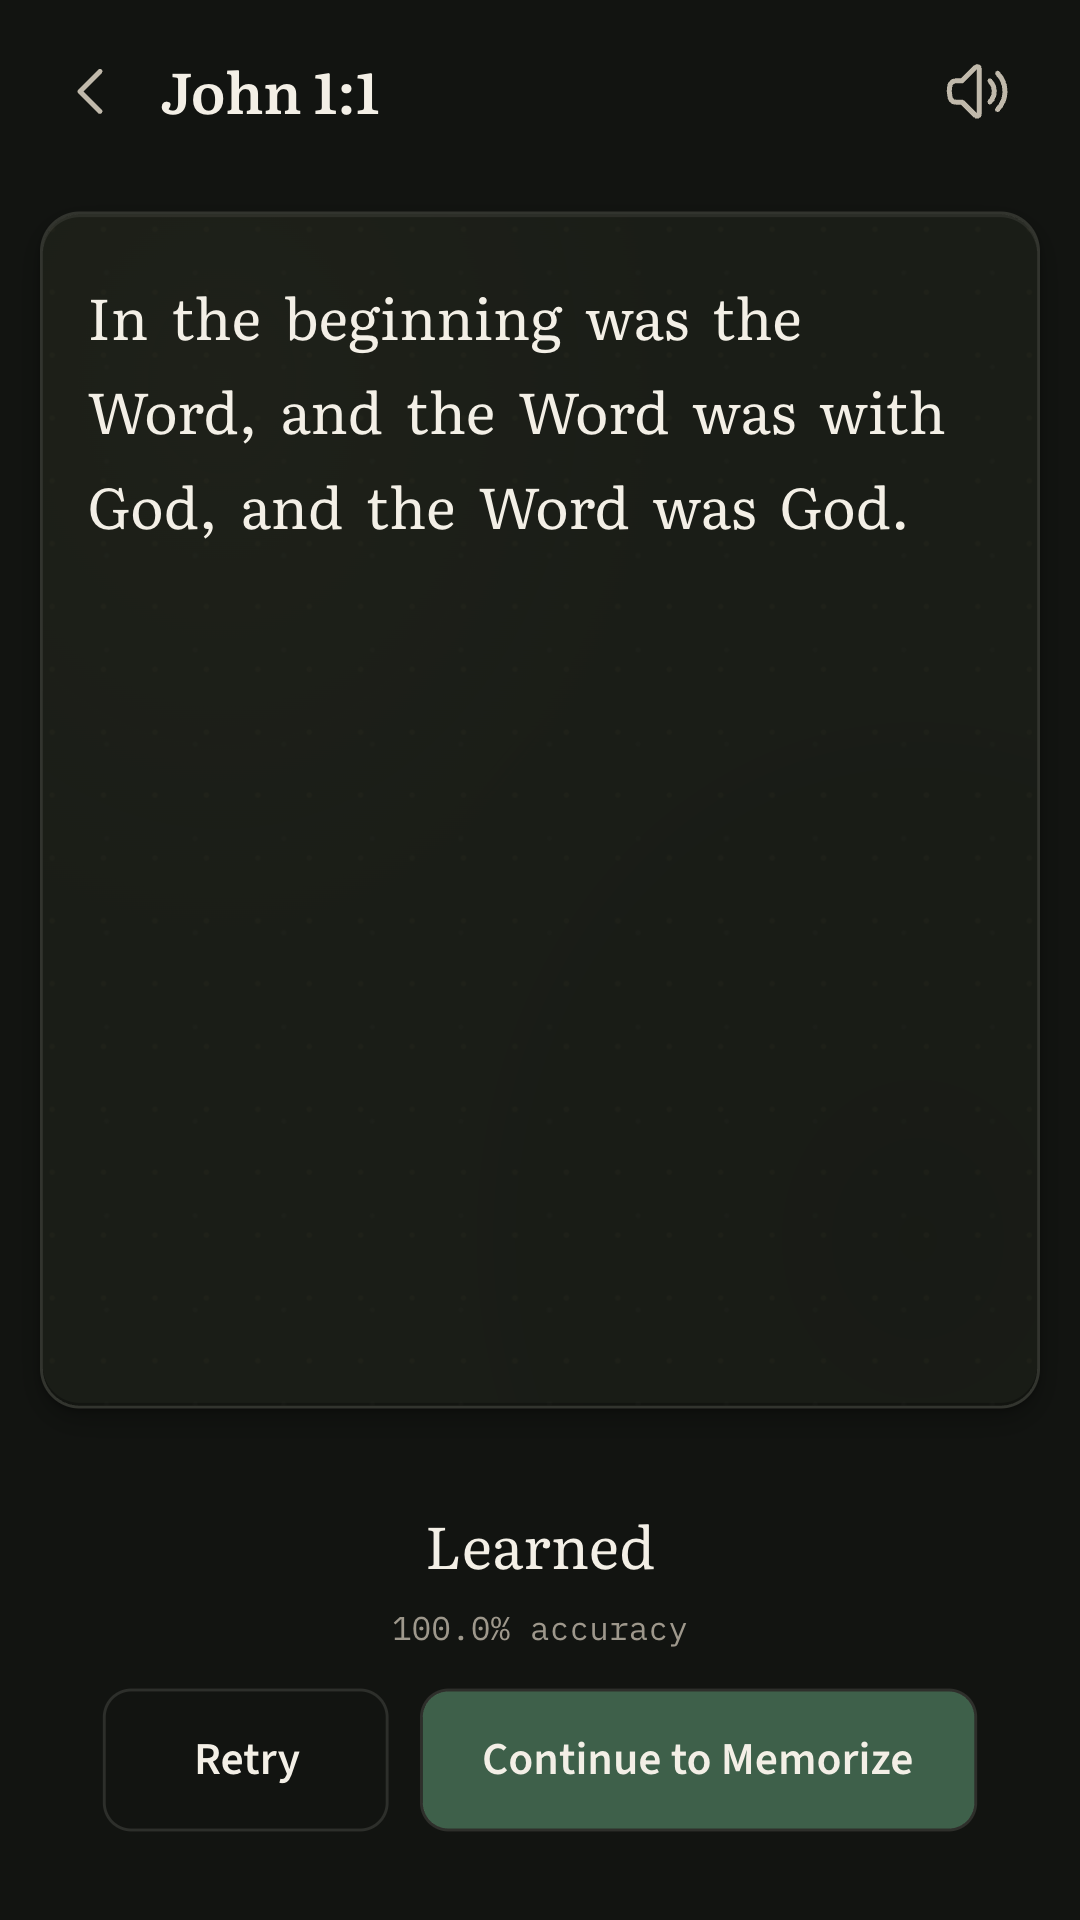 John 1:1
In the beginning was the
Word, and the Word was with
God, and the Word was God.
Learned
100.0% accuracy
Retry
Continue to Memorize